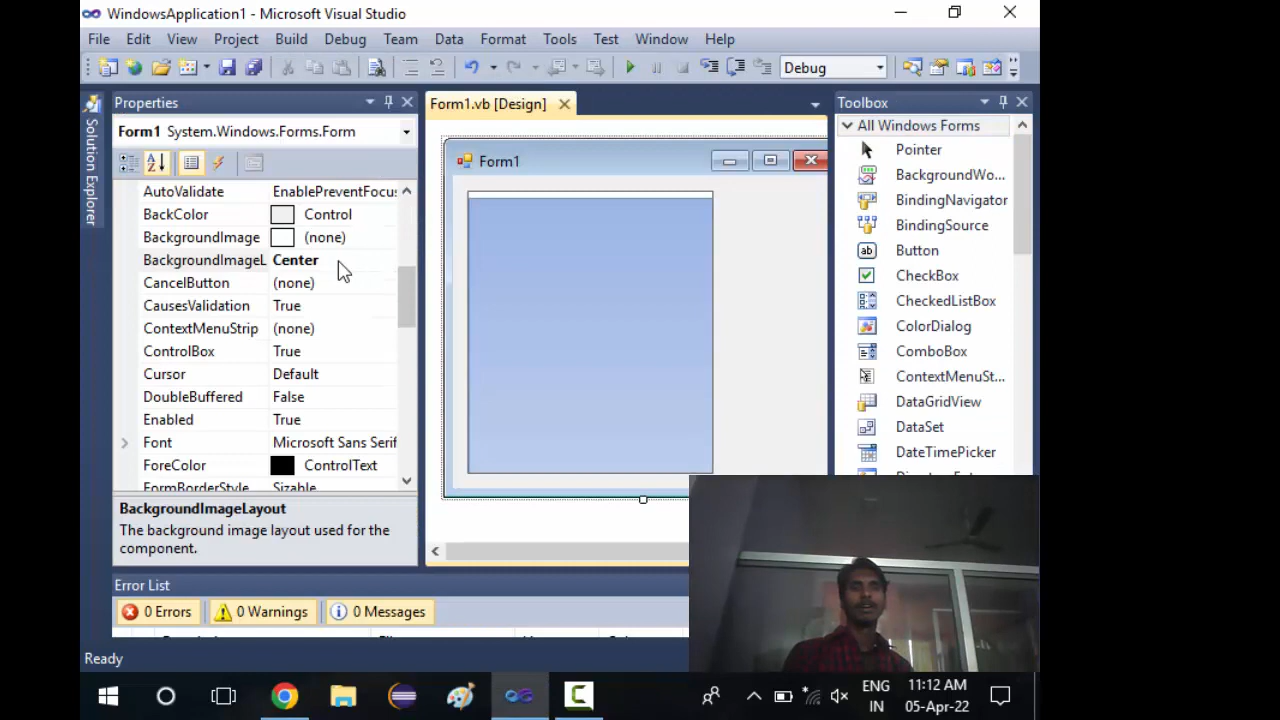 WindowsApplication1 - Microsoft Visual Studio
File Edit View Project Build Debug Team Data Format Tools Test Window Help
Debug
Solution Explorer
Properties
Form1 System.Windows.Forms.Form
AutoValidate EnablePreventFocus
BackColor Control
BackgroundImage (none)
BackgroundImageL Center
CancelButton (none)
CausesValidation True
ContextMenuStrip (none)
ControlBox True
Cursor Default
DoubleBuffered False
Enabled True
Font Microsoft Sans Serif
ForeColor ControlText
FormBorderStyle Sizable
BackgroundImageLayout
The background image layout used for the
component.
Form1.vb [Design]
Form1
Toolbox
All Windows Forms
Pointer
BackgroundWo...
BindingNavigator
BindingSource
Button
CheckBox
CheckedListBox
ColorDialog
ComboBox
ContextMenuSt...
DataGridView
DataSet
DateTimePicker
Error List
0 Errors 0 Warnings 0 Messages
Ready
ENG
IN
11:12 AM
05-Apr-22